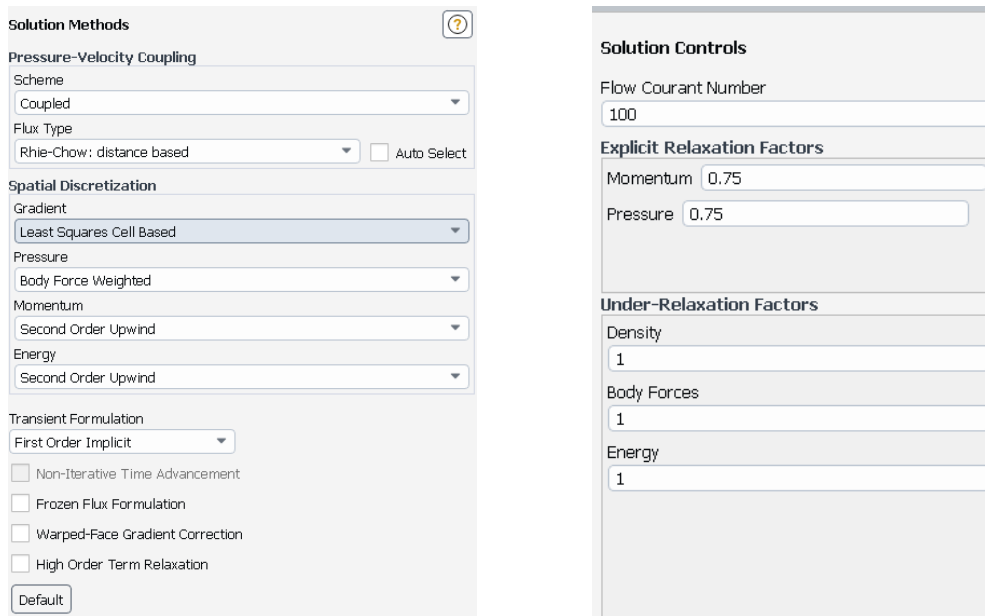 Solution Methods
?
Pressure-Velocity Coupling
Scheme
Coupled
Flux Type
Rhie-Chow: distance based
Auto Select
Spatial Discretization
Gradient
Least Squares Cell Based
Pressure
Body Force Weighted
Momentum
Second Order Upwind
Energy
Second Order Upwind
Transient Formulation
First Order Implicit
Non-Iterative Time Advancement
Frozen Flux Formulation
Warped-Face Gradient Correction
High Order Term Relaxation
Default
Solution Controls
Flow Courant Number
100
Explicit Relaxation Factors
Momentum 0.75
Pressure 0.75
Under-Relaxation Factors
Density
1
Body Forces
1
Energy
1